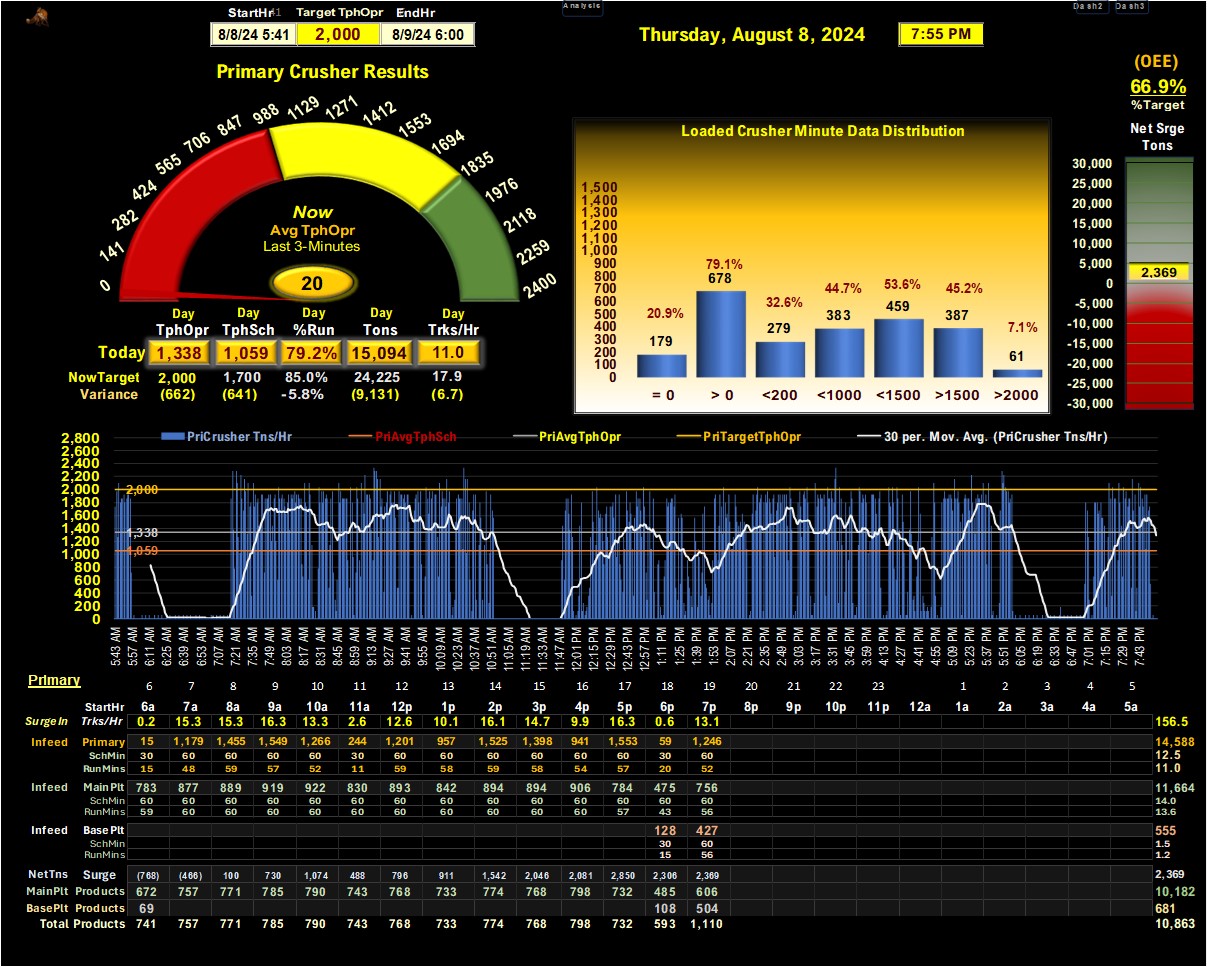 Analysis
Dash2 Dash3
StartHr Target TphOpr EndHr
8/8/24 5:41 2,000 8/9/24 6:00
Thursday, August 8, 2024 7:55 PM
(OEE)
66.9%
%Target
Net Srge
Tons
30,000
25,000
20,000
15,000
10,000
5,000
2,369
0
-5,000
-10,000
-15,000
-20,000
-25,000
-30,000
Primary Crusher Results
0 141 282 424 565 706 847 988 1129 1271 1412 1553 1694 1835 1976 2118 2259 2400
Now
Avg TphOpr
Last 3-Minutes
20
Day Day Day Day Day
TphOpr TphSch %Run Tons Trks/Hr
Today 1,338 1,059 79.2% 15,094 11.0
NowTarget 2,000 1,700 85.0% 24,225 17.9
Variance (662) (641) -5.8% (9,131) (6.7)
Loaded Crusher Minute Data Distribution
1,500
1,400
1,300
1,200
1,100
1,000
900
800
700
600
500
400
300
200
100
0
20.9% 79.1% 32.6% 44.7% 53.6% 45.2% 7.1%
179 678 279 383 459 387 61
= 0 > 0 <200 <1000 <1500 >1500 >2000
PriCrusher Tns/Hr PriAvgTphSch PriAvgTphOpr PriTargetTphOpr 30 per. Mov. Avg. (PriCrusher Tns/Hr)
2,800
2,600
2,400
2,200
2,000
1,800
1,600
1,400
1,200
1,000
800
600
400
200
0
2,000
1,338
1,059
5:43 AM 5:57 AM 6:11 AM 6:25 AM 6:39 AM 6:53 AM 7:07 AM 7:21 AM 7:35 AM 7:49 AM 8:03 AM 8:17 AM 8:31 AM 8:45 AM 8:59 AM 9:13 AM 9:27 AM 9:41 AM 9:55 AM 10:09 AM 10:23 AM 10:37 AM 10:51 AM 11:05 AM 11:19 AM 11:33 AM 11:47 AM 12:01 PM 12:15 PM 12:29 PM 12:43 PM 12:57 PM 1:11 PM 1:25 PM 1:39 PM 1:53 PM 2:07 PM 2:21 PM 2:35 PM 2:49 PM 3:03 PM 3:17 PM 3:31 PM 3:45 PM 3:59 PM 4:13 PM 4:27 PM 4:41 PM 4:55 PM 5:09 PM 5:23 PM 5:37 PM 5:51 PM 6:05 PM 6:19 PM 6:33 PM 6:47 PM 7:01 PM 7:15 PM 7:29 PM 7:43 PM
Primary
6 7 8 9 10 11 12 13 14 15 16 17 18 19 20 21 22 23 1 2 3 4 5
StartHr 6a 7a 8a 9a 10a 11a 12a 1p 2p 3p 4p 5p 6p 7p 8p 9p 10p 11p 12a 1a 2a 3a 4a 5a
SurgeIn Trks/Hr 0.2 15.3 15.3 16.3 13.3 2.6 12.6 10.1 16.1 14.7 9.9 16.3 0.6 13.1 156.5
Infeed Primary 15 1,179 1,455 1,549 1,266 244 1,201 957 1,525 1,398 941 1,553 59 1,246 14,588
SchMin 30 60 60 60 60 30 60 60 60 60 60 60 30 60 12.5
RunMins 15 48 59 57 52 11 59 58 59 58 54 57 20 52 11.0
Infeed Main Plt 783 877 889 919 922 830 893 842 894 894 906 784 475 756 11,664
SchMin 60 60 60 60 60 60 60 60 60 60 60 60 60 60 14.0
RunMins 59 60 60 60 60 60 60 60 60 60 60 57 43 56 13.6
Infeed Base Plt 128 427 555
SchMin 30 60 1.5
RunMins 15 56 1.2
NetTns Surge (768) (466) 100 730 1,074 488 796 911 1,542 2,046 2,081 2,850 2,306 2,369 2,369
MainPlt Products 672 757 771 785 790 743 768 733 774 768 798 732 485 606 10,182
BasePlt Products 69 108 504 681
Total Products 741 757 771 785 790 743 768 733 774 768 798 732 593 1,110 10,863